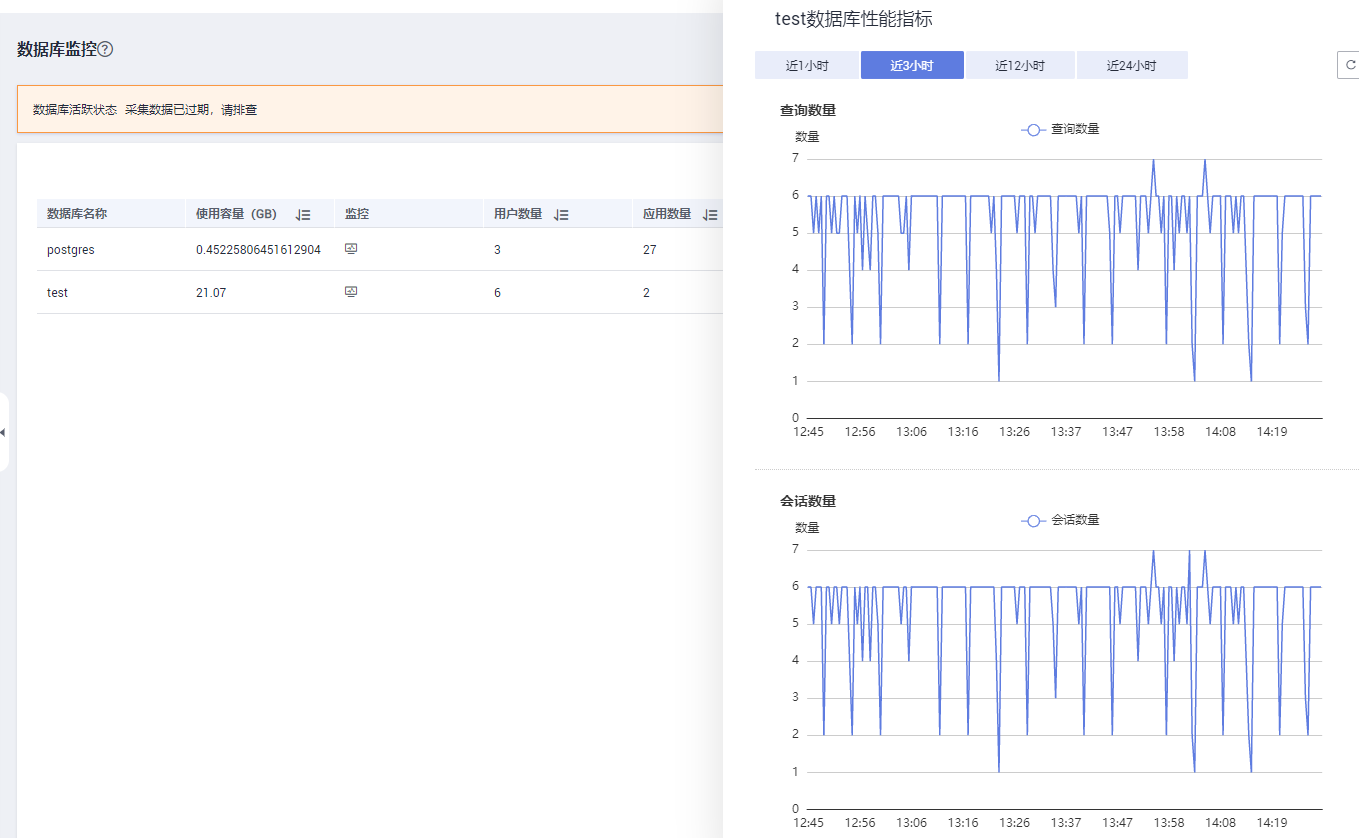 数据库监控?
数据库活跃状态 采集数据已过期，请排查
数据库名称 使用容量 (GB) 监控 用户数量 应用数量
postgres 0.45225806451612904 3 27
test 21.07 6 2
test数据库性能指标
近1小时 近3小时 近12小时 近24小时
查询数量
数量
查询数量
7
6
5
4
3
2
1
0
12:45 12:56 13:06 13:16 13:26 13:37 13:47 13:58 14:08 14:19
会话数量
数量
会话数量
7
6
5
4
3
2
1
0
12:45 12:56 13:06 13:16 13:26 13:37 13:47 13:58 14:08 14:19